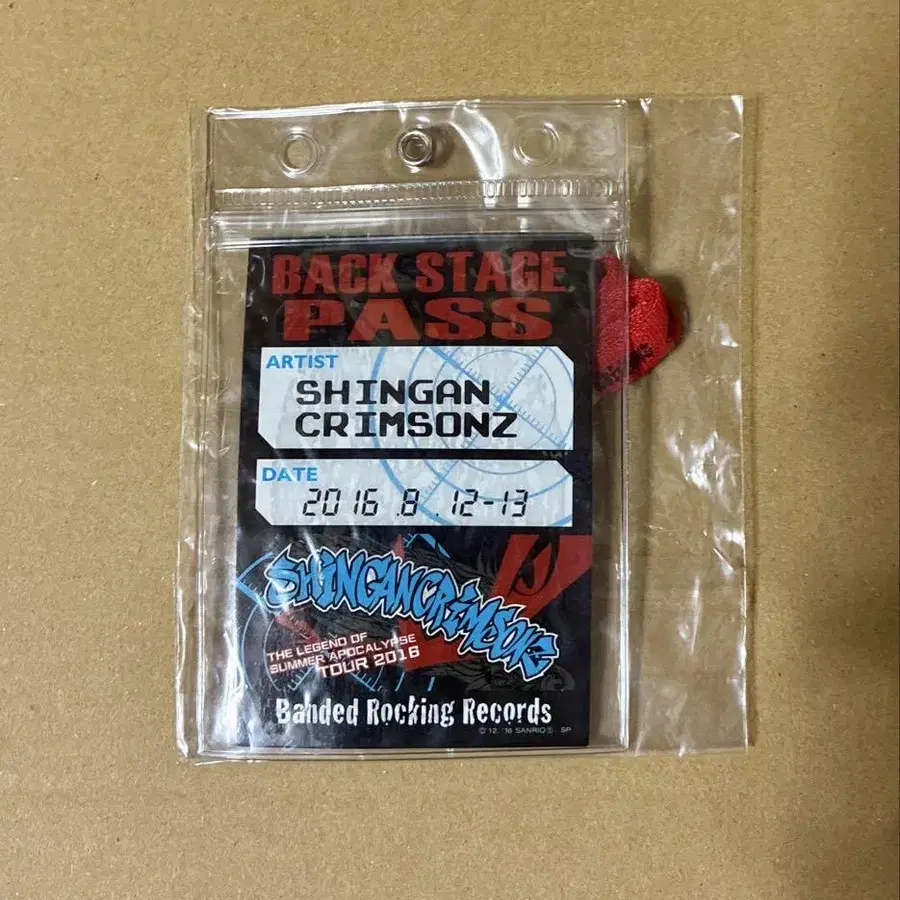 BACK STAGE
PASS
ARTIST
SHINGAN
CRIMSONZ
DATE
2016.8.12-13
SHINGANCRIMSONZ
THE LEGEND OF
SUMMER APOCALYPSE
TOUR 2016
Banded Rocking Records
© 12, '16 SANRIO Ⓢ SP